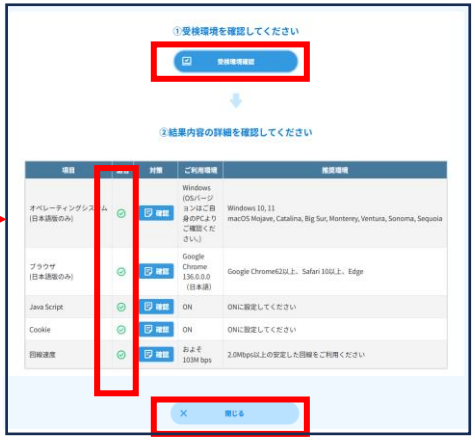 ①受検環境を確認してください
受検環境確認
②結果内容の詳細を確認してください
項目 対策 ご利用環境 推奨環境
オペレーティングシステム
(日本語版のみ)
確認
Windows
(OSバージ
ョンはご自
身のPCより
ご確認くだ
さい。)
Windows 10, 11
macOS Mojave, Catalina, Big Sur, Monterey, Ventura, Sonoma, Sequoia
ブラウザ
(日本語版のみ)
確認
Google
Chrome
136.0.0.0
(日本語)
Google Chrome62以上、Safari 10以上、Edge
Java Script 確認 ON ONに設定してください
Cookie 確認 ON ONに設定してください
回線速度 確認
およそ
103M bps
2.0Mbps以上の安定した回線をご利用ください
× 閉じる